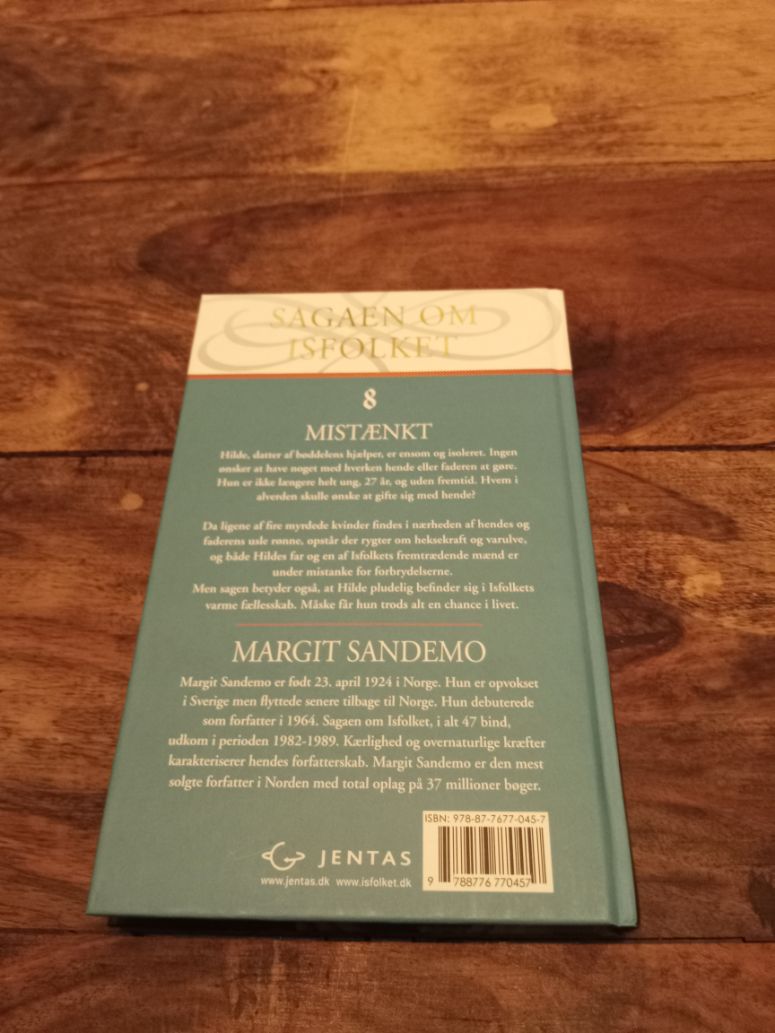 SAGAEN OM
ISFOLKET
8
MISTÆNKT
Hilde, datter af bøddelens hjælper, er ensom og isoleret. Ingen
ønsker at have noget med hverken hende eller faderen at gøre.
Hun er ikke længere helt ung, 27 år, og uden fremtid. Hvem i
alverden skulle ønske at gifte sig med hende?
Da ligene af fire myrdede kvinder findes i nærheden af hendes og
faderens usle rønne, opstår der rygter om heksekraft og varulve,
og både Hildes far og en af Isfolkets fremtrædende mænd er
under mistanke for forbrydelserne.
Men sagen betyder også, at Hilde pludelig befinder sig i Isfolkets
varme fællesskab. Måske får hun trods alt en chance i livet.
MARGIT SANDEMO
Margit Sandemo er født 23. april 1924 i Norge. Hun er opvokset
i Sverige men flyttede senere tilbage til Norge. Hun debuterede
som forfatter i 1964. Sagaen om Isfolket, i alt 47 bind,
udkom i perioden 1982-1989. Kærlighed og overnaturlige kræfter
karakteriserer hendes forfatterskab. Margit Sandemo er den mest
solgte forfatter i Norden med total oplag på 37 millioner bøger.
ISBN: 978-87-7677-045-7
JENTAS
www.jentas.dk www.isfolket.dk
9 788776 770457